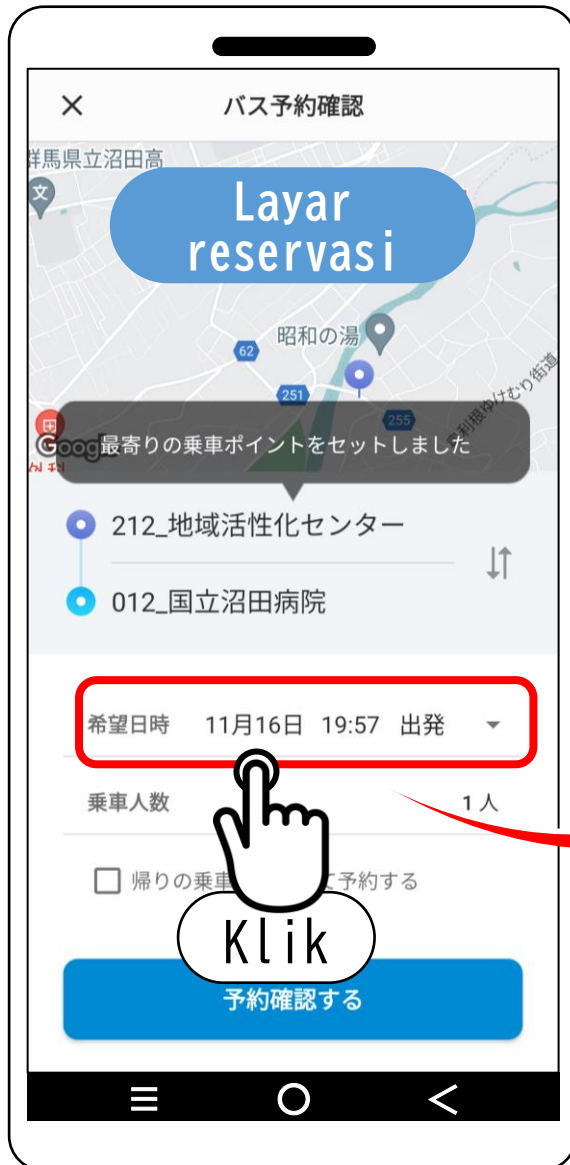 バス予約確認
群馬県立沼田高
文
Layar
reservasi
昭和の湯
62
251
255
利根ゆけむり街道
Goog
最寄りの乗車ポイントをセットしました
外科
212_地域活性化センター
012_国立沼田病院
希望日時 11月16日 19:57 出発
乗車人数 1人
帰りの乗車 て予約する
Klik
予約確認する